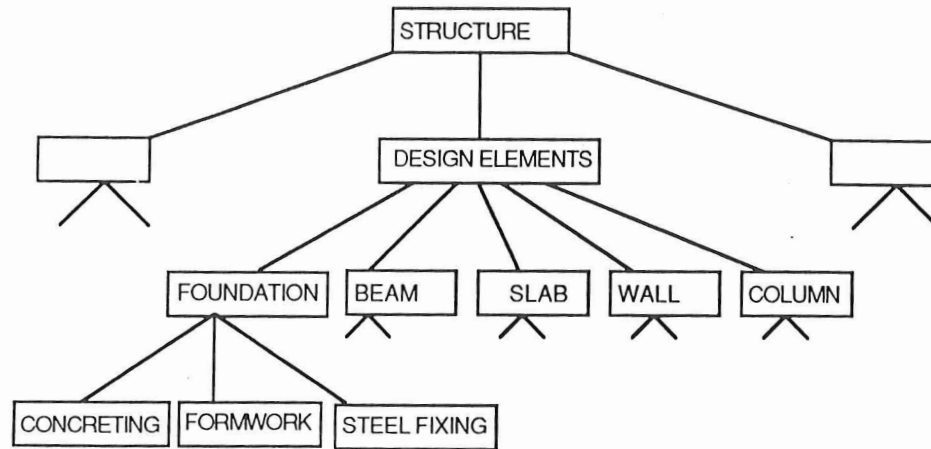 STRUCTURE
DESIGN ELEMENTS
FOUNDATION BEAM SLAB WALL COLUMN
CONCRETING FORMWORK STEEL FIXING